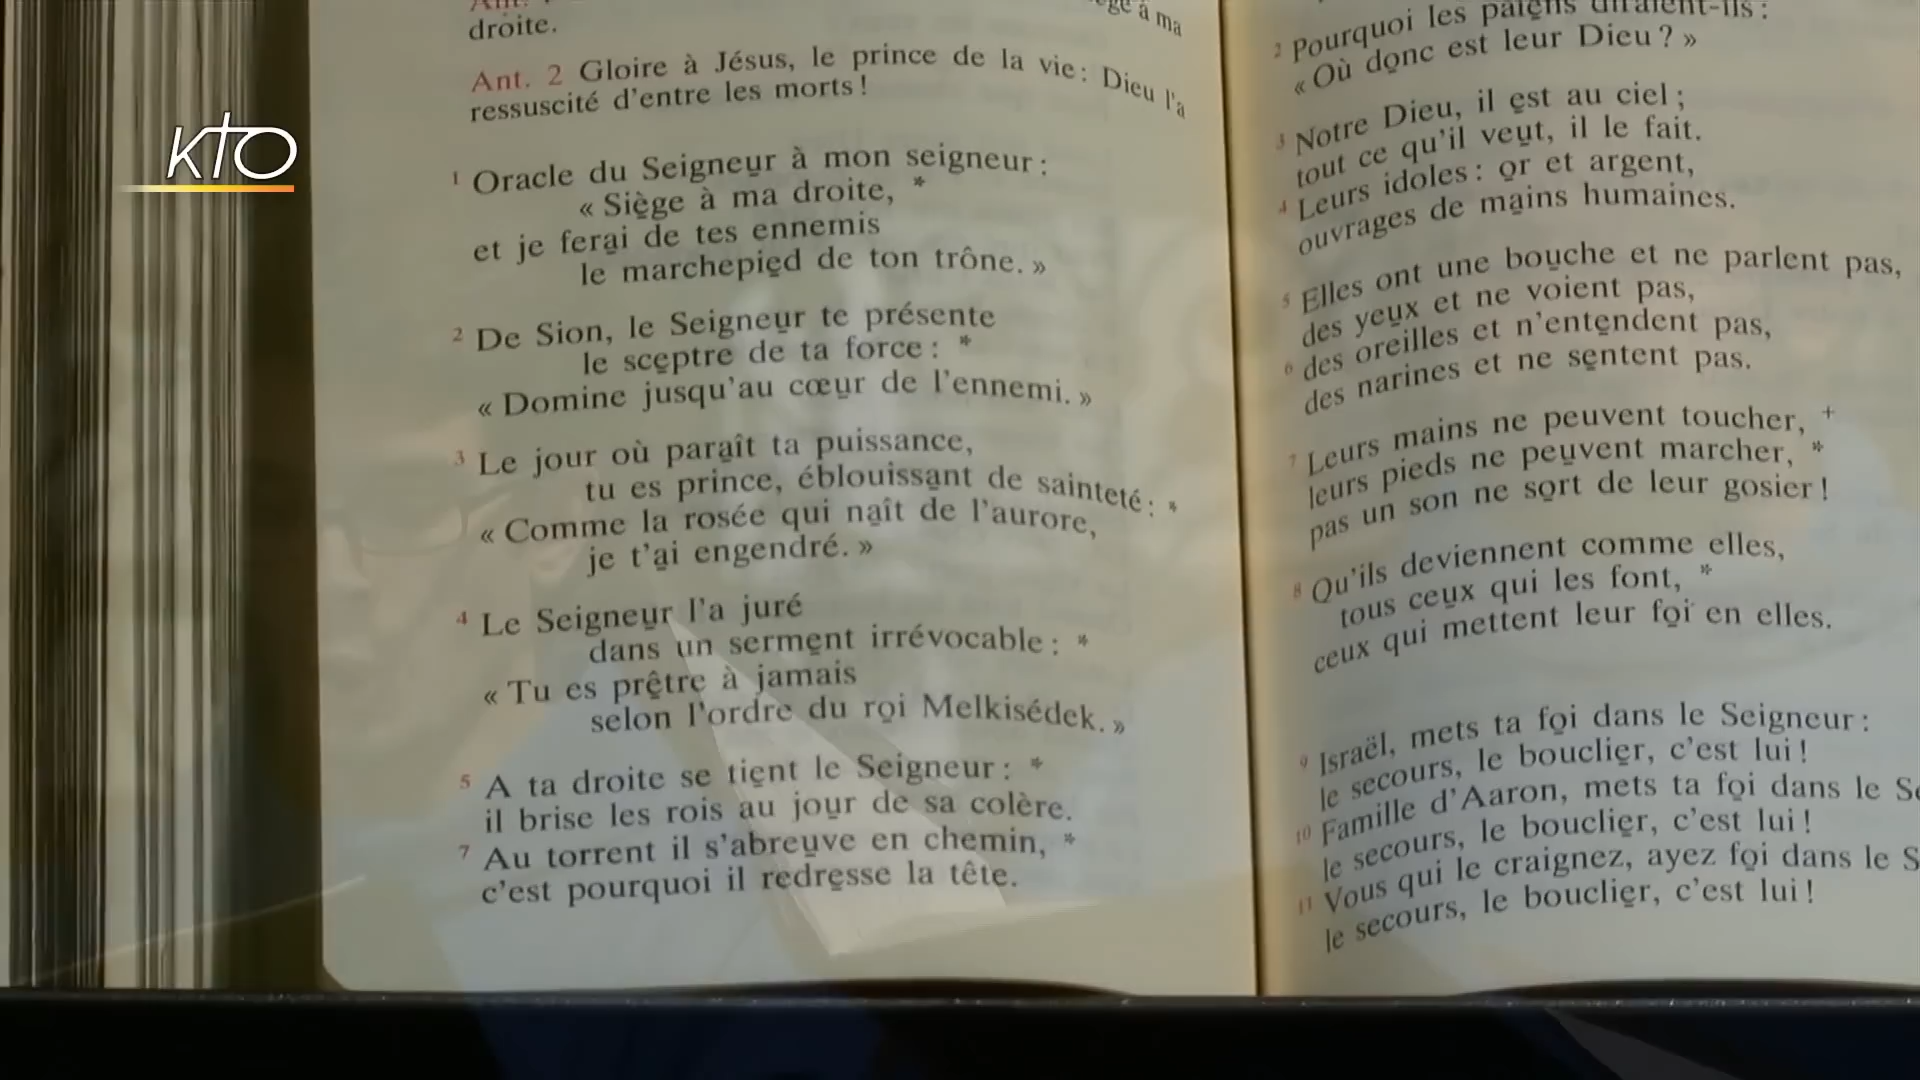 KTO
Ant.
droite.
Ant. 2 Gloire à Jésus, le prince de la vie : Dieu l'a
ressuscité d'entre les morts !
1 Oracle du Seigneur à mon seigneur :
« Siège à ma droite, *
et je ferai de tes ennemis
le marchepied de ton trône. »
2 De Sion, le Seigneur te présente
le sceptre de ta force : *
« Domine jusqu'au cœur de l'ennemi. »
3 Le jour où paraît ta puissance,
tu es prince, éblouissant de sainteté : *
« Comme la rosée qui naît de l'aurore,
je t'ai engendré. »
4 Le Seigneur l'a juré
dans un serment irrévocable : *
« Tu es prêtre à jamais
selon l'ordre du roi Melkisédek. »
5 A ta droite se tient le Seigneur : *
il brise les rois au jour de sa colère.
7 Au torrent il s'abreuve en chemin, *
c'est pourquoi il redresse la tête.
2 Pourquoi les païens diraient-ils :
« Où donc est leur Dieu ? »
3 Notre Dieu, il est au ciel ;
tout ce qu'il veut, il le fait.
4 Leurs idoles : or et argent,
ouvrages de mains humaines.
5 Elles ont une bouche et ne parlent pas,
des yeux et ne voient pas,
6 des oreilles et n'entendent pas,
des narines et ne sentent pas.
7 Leurs mains ne peuvent toucher, +
leurs pieds ne peuvent marcher, *
pas un son ne sort de leur gosier !
8 Qu'ils deviennent comme elles,
tous ceux qui les font, *
ceux qui mettent leur foi en elles.
9 Israël, mets ta foi dans le Seigneur :
le secours, le bouclier, c'est lui !
10 Famille d'Aaron, mets ta foi dans le
le secours, le bouclier, c'est lui !
11 Vous qui le craignez, ayez foi dans le
le secours, le bouclier, c'est lui !